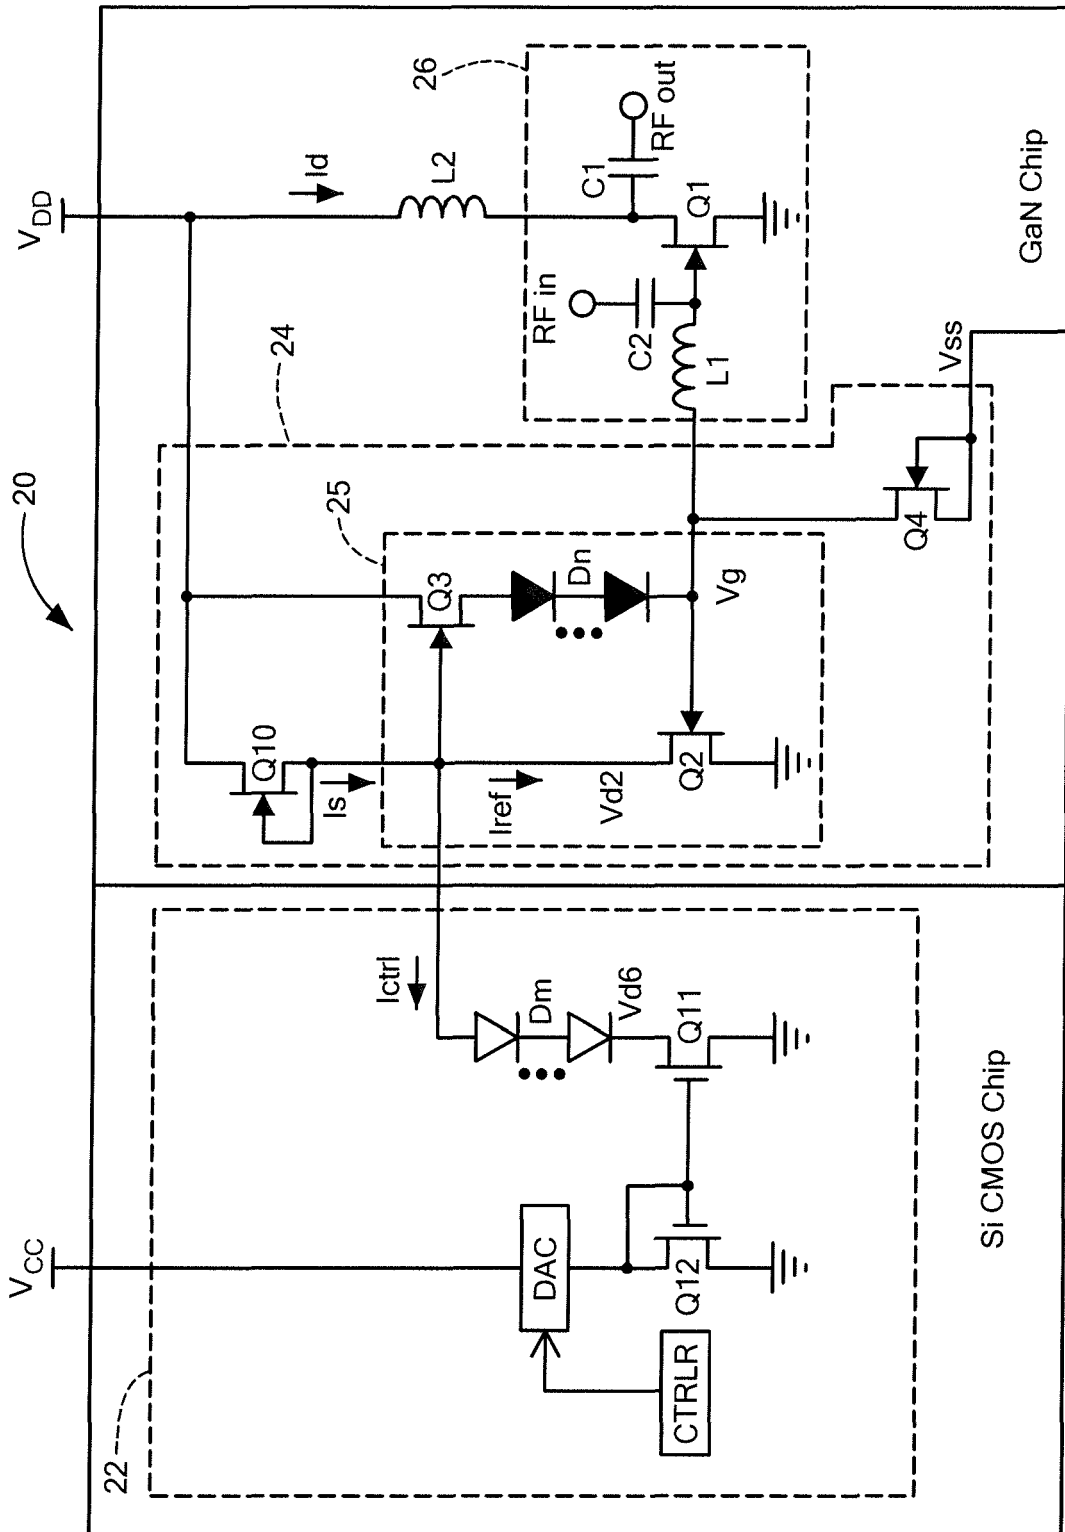 20
V_CC
V_DD
22
24
25
26
Id
L2
C1
RF out
RF in
C2
L1
Q1
Q10
Is
Q3
Dn
Iref
Vd2
Q2
Vg
Q4
Vss
Ictrl
Dm
Vd6
Q11
DAC
Q12
CTRLR
Si CMOS Chip
GaN Chip